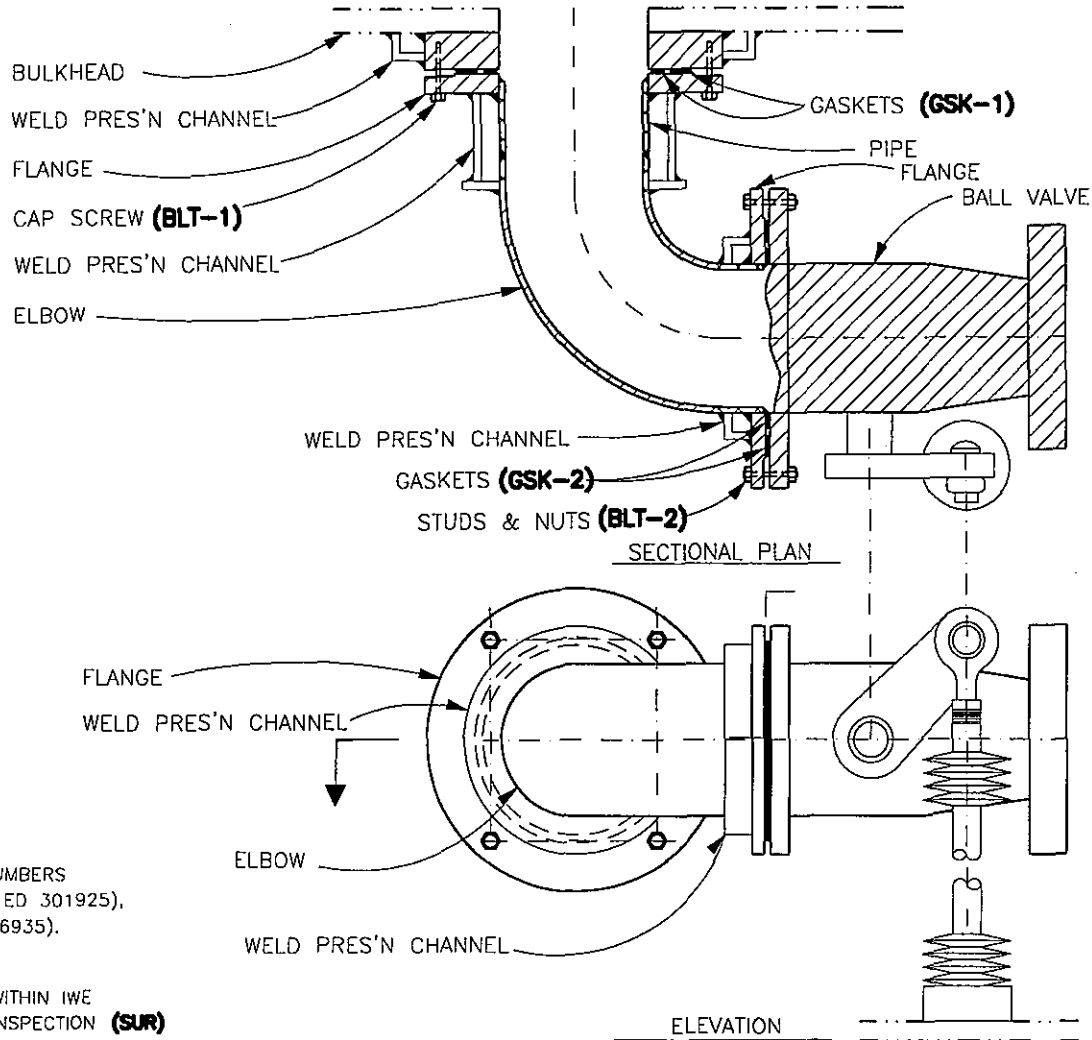 BULKHEAD
WELD PRES'N CHANNEL
FLANGE
CAP SCREW (BLT-1)
WELD PRES'N CHANNEL
ELBOW
GASKETS (GSK-1)
PIPE
FLANGE
BALL VALVE
WELD PRES'N CHANNEL
GASKETS (GSK-2)
STUDS & NUTS (BLT-2)
SECTIONAL PLAN
FLANGE
WELD PRES'N CHANNEL
ELBOW
WELD PRES'N CHANNEL
UMBERS
ED 301925),
6935).
WITHIN IWE
NSPECTION (SUR)
ELEVATION